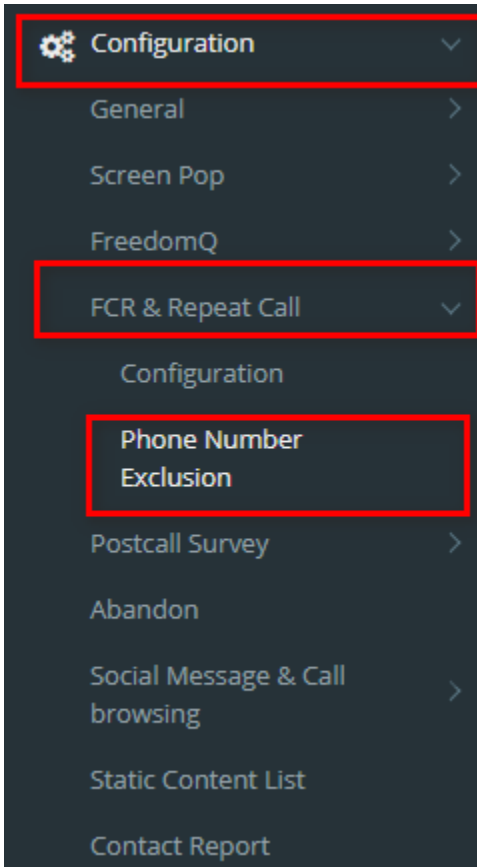 Configuration
General
Screen Pop
FreedomQ
FCR & Repeat Call
Configuration
Phone Number
Exclusion
Postcall Survey
Abandon
Social Message & Call
browsing
Static Content List
Contact Report